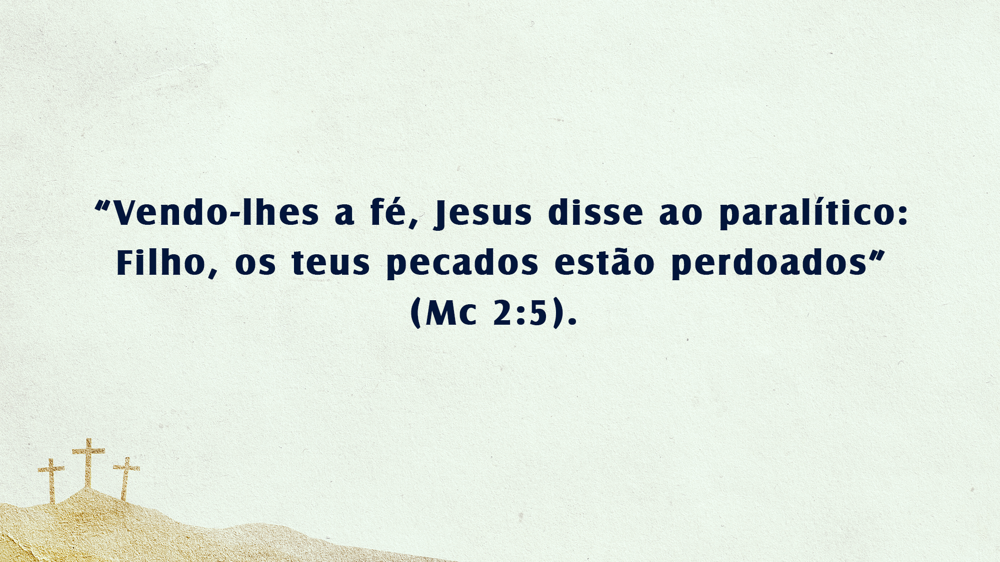 “Vendo-lhes a fé, Jesus disse ao paralítico:
Filho, os teus pecados estão perdoados”
(Mc 2:5).